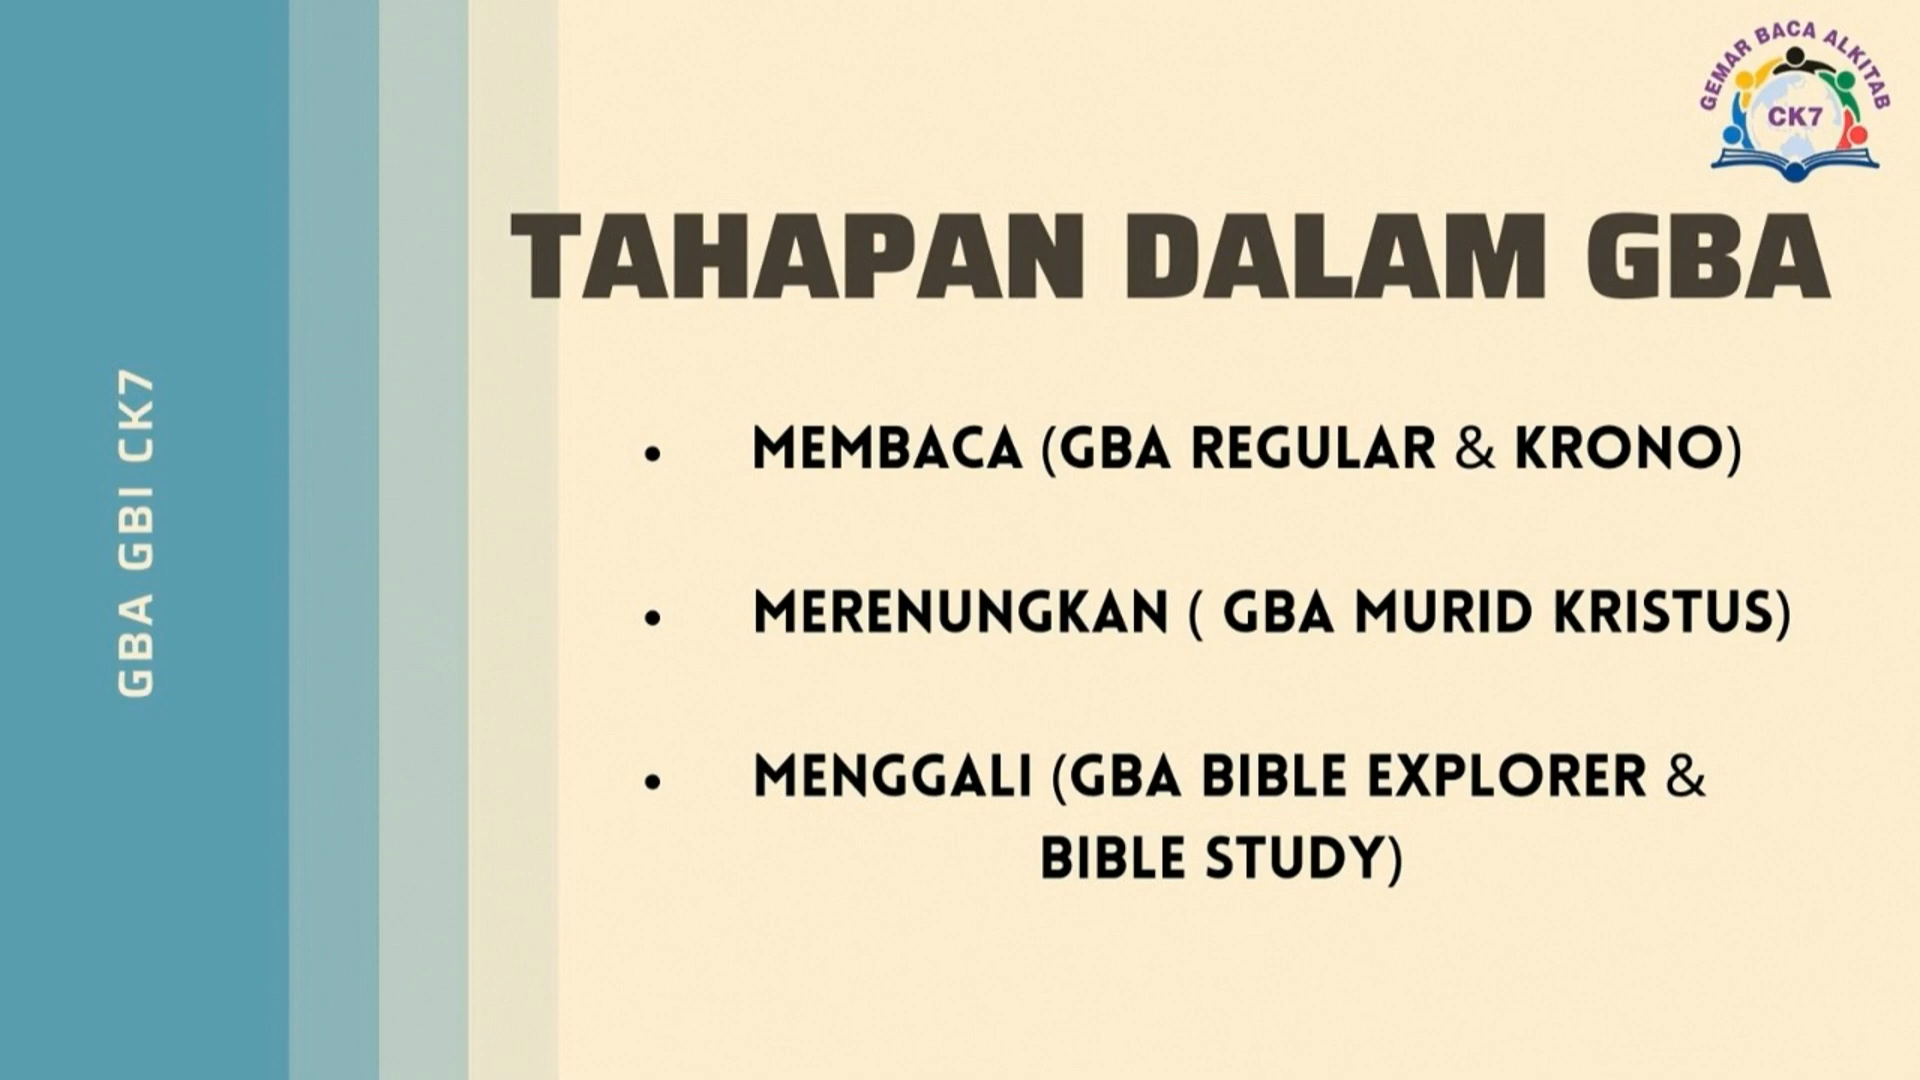 GEMAR BACA ALKITAB
CK7
TAHAPAN DALAM GBA
GBA GBI CK7
• MEMBACA (GBA REGULAR & KRONO)
• MERENUNGKAN ( GBA MURID KRISTUS)
• MENGGALI (GBA BIBLE EXPLORER &
BIBLE STUDY)